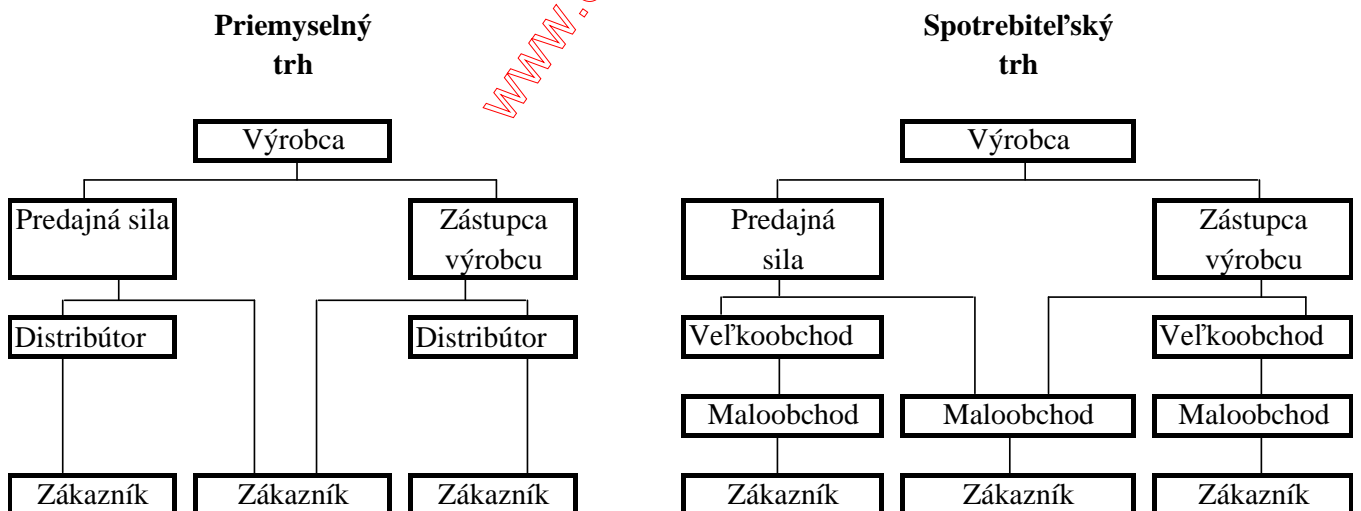 Priemyselný
trh
Spotrebiteľský
trh
Výrobca
Výrobca
Predajná sila
Zástupca
výrobcu
Predajná
sila
Zástupca
výrobcu
Distribútor
Distribútor
Veľkoobchod
Veľkoobchod
Maloobchod
Maloobchod
Maloobchod
Zákazník
Zákazník
Zákazník
Zákazník
Zákazník
Zákazník
www.